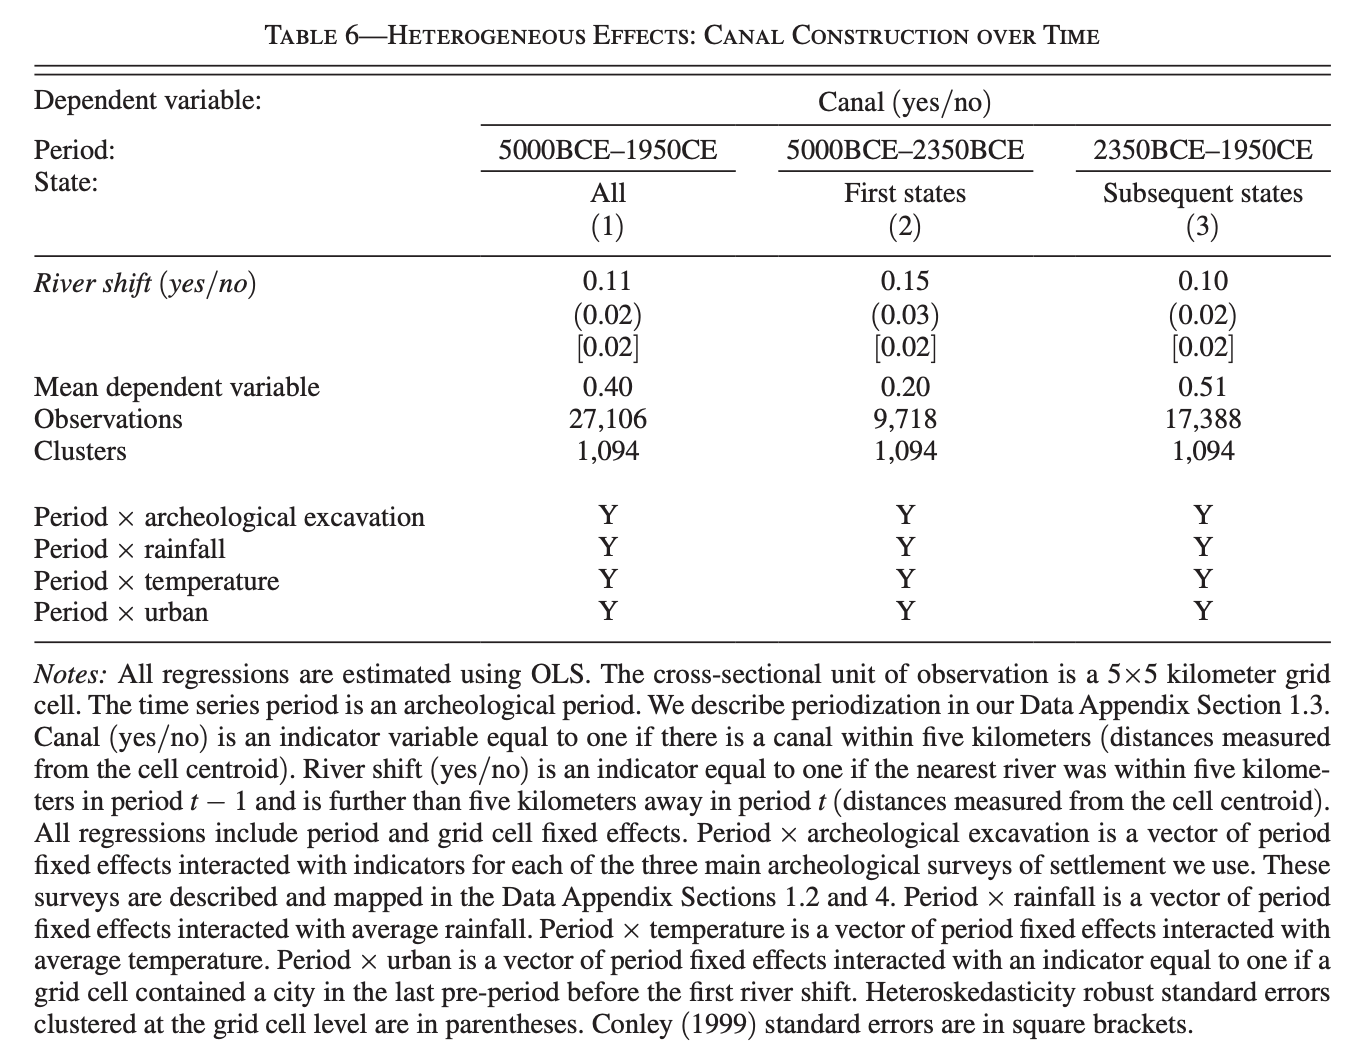 TABLE 6—HETEROGENEOUS EFFECTS: CANAL CONSTRUCTION OVER TIME
Dependent variable: Canal (yes/no)
Period: 5000BCE–1950CE 5000BCE–2350BCE 2350BCE–1950CE
State: All First states Subsequent states
(1) (2) (3)
River shift (yes/no) 0.11 0.15 0.10
(0.02) (0.03) (0.02)
[0.02] [0.02] [0.02]
Mean dependent variable 0.40 0.20 0.51
Observations 27,106 9,718 17,388
Clusters 1,094 1,094 1,094
Period × archeological excavation Y Y Y
Period × rainfall Y Y Y
Period × temperature Y Y Y
Period × urban Y Y Y
Notes: All regressions are estimated using OLS. The cross-sectional unit of observation is a 5×5 kilometer grid
cell. The time series period is an archeological period. We describe periodization in our Data Appendix Section 1.3.
Canal (yes/no) is an indicator variable equal to one if there is a canal within five kilometers (distances measured
from the cell centroid). River shift (yes/no) is an indicator equal to one if the nearest river was within five kilome-
ters in period t − 1 and is further than five kilometers away in period t (distances measured from the cell centroid).
All regressions include period and grid cell fixed effects. Period × archeological excavation is a vector of period
fixed effects interacted with indicators for each of the three main archeological surveys of settlement we use. These
surveys are described and mapped in the Data Appendix Sections 1.2 and 4. Period × rainfall is a vector of period
fixed effects interacted with average rainfall. Period × temperature is a vector of period fixed effects interacted with
average temperature. Period × urban is a vector of period fixed effects interacted with an indicator equal to one if a
grid cell contained a city in the last pre-period before the first river shift. Heteroskedasticity robust standard errors
clustered at the grid cell level are in parentheses. Conley (1999) standard errors are in square brackets.